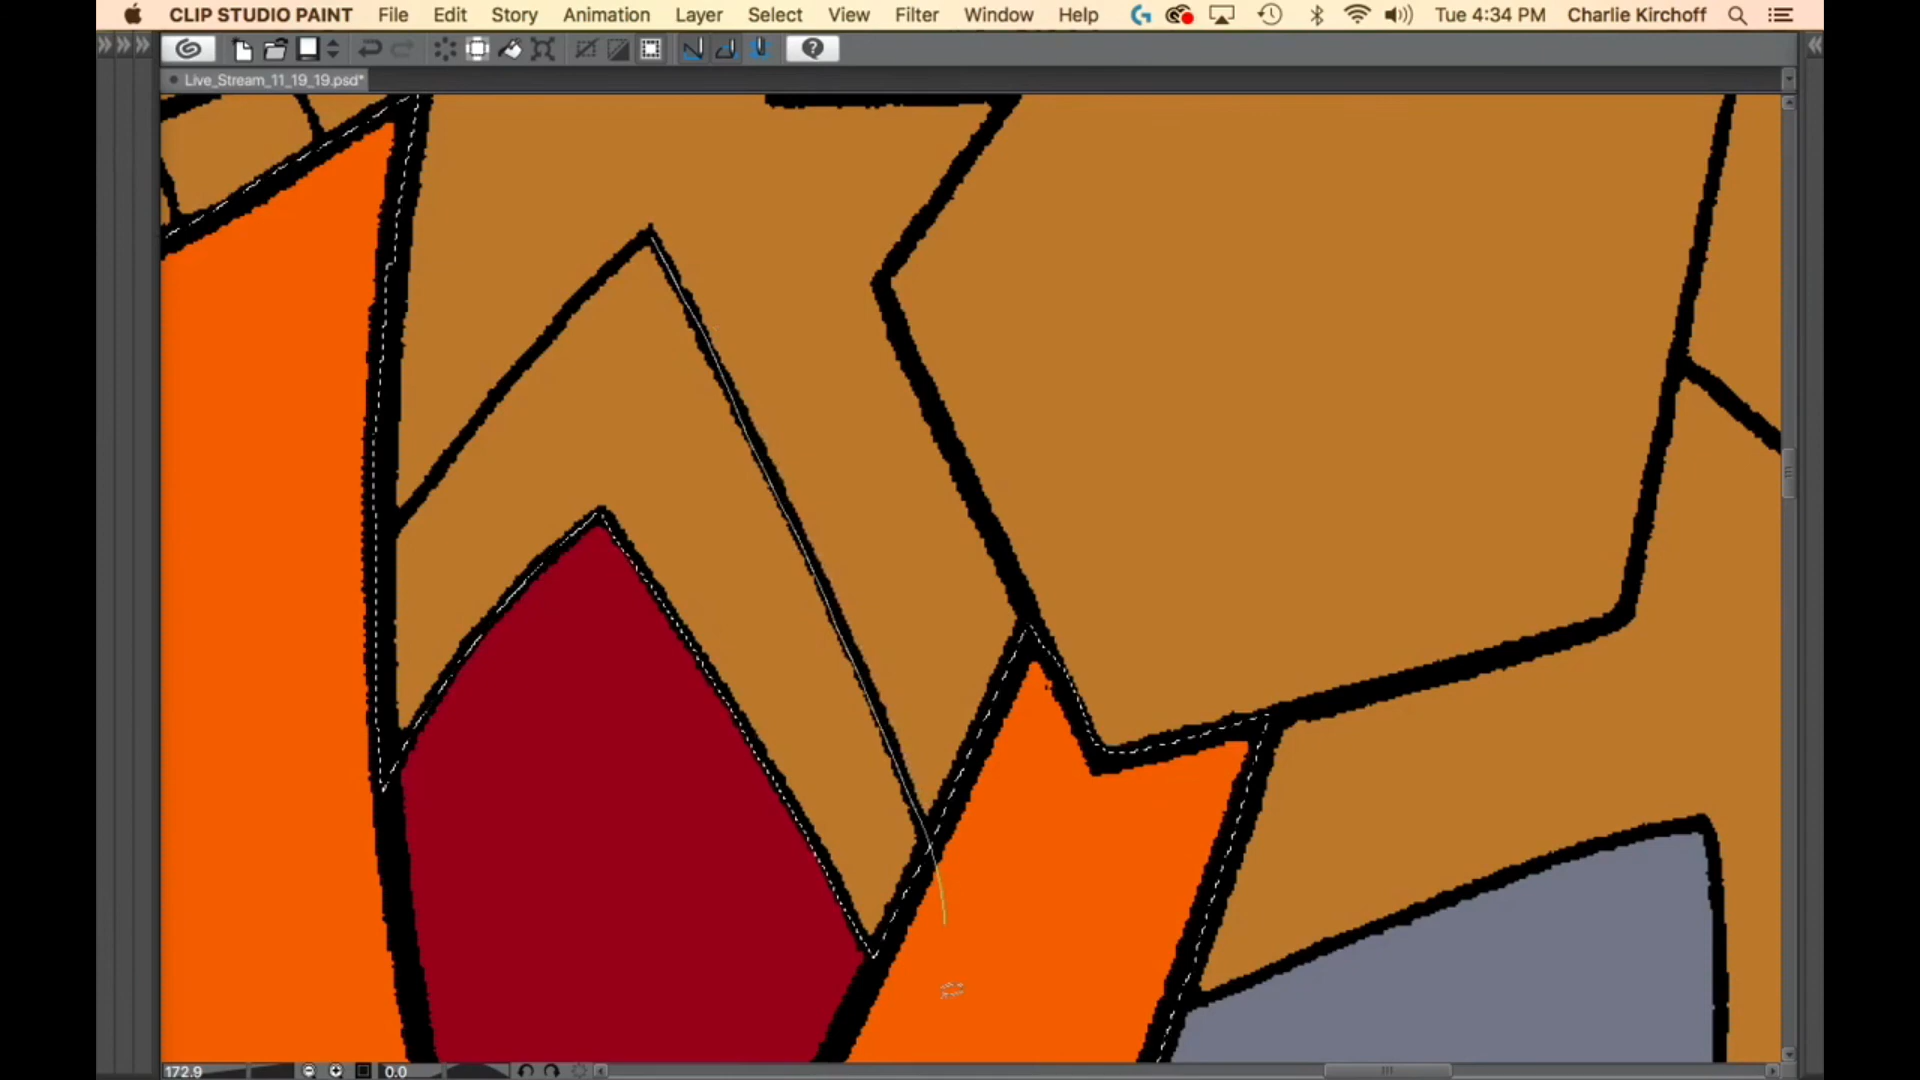 CLIP STUDIO PAINT File Edit Story Animation Layer Select View Filter Window Help Tue 4:34 PM Charlie Kirchoff
Live_Stream_11_19_19.psd*
172.9 0.0